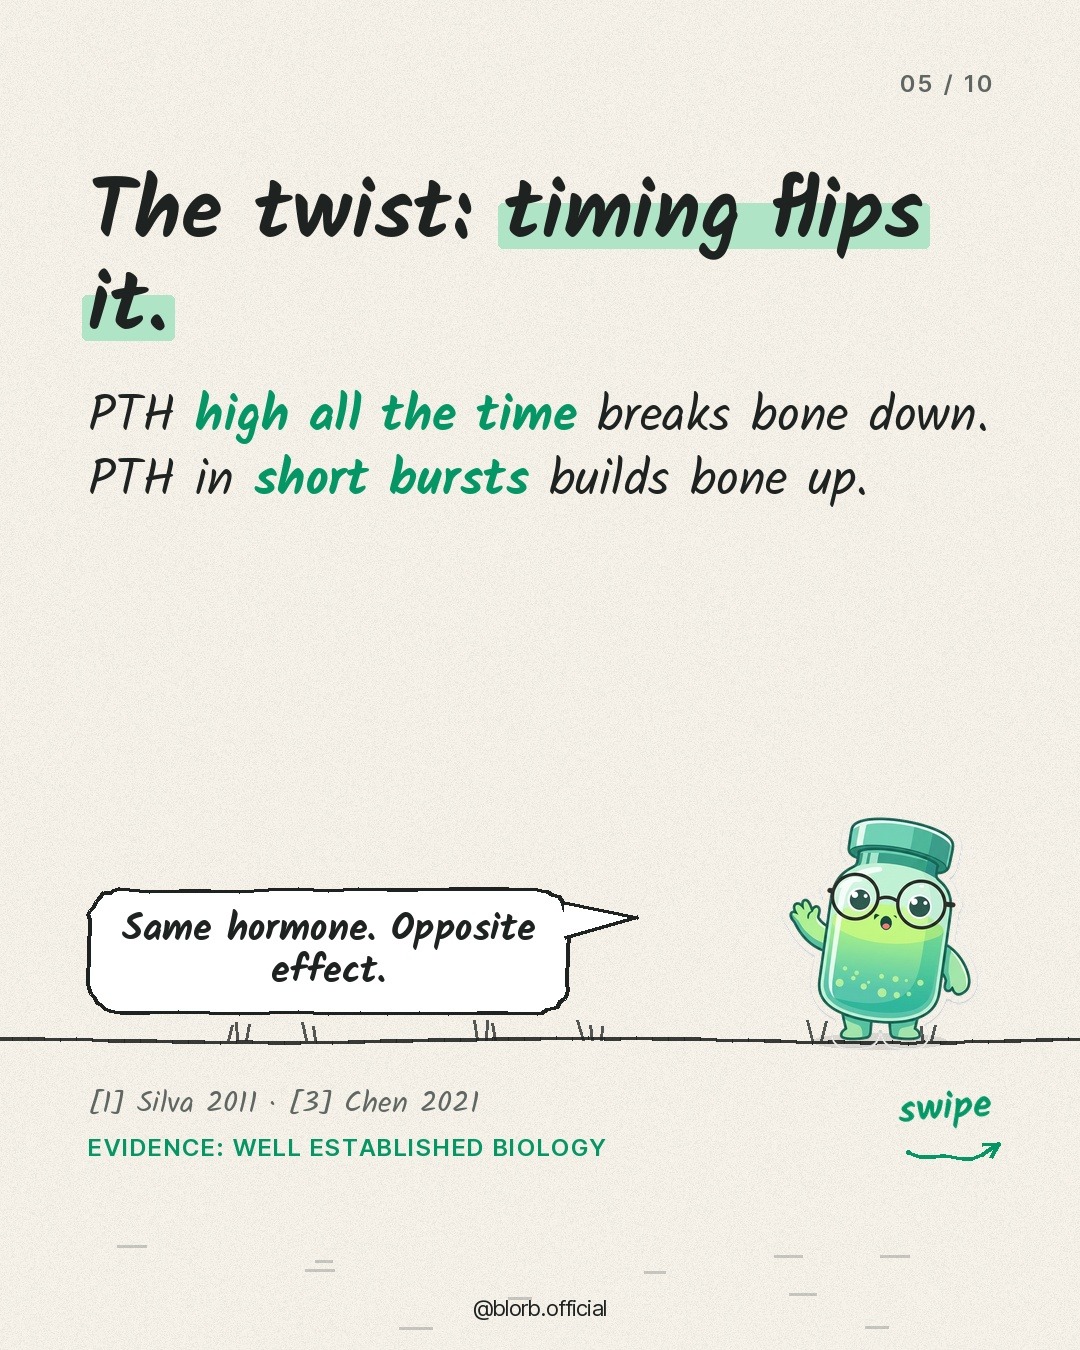 05 / 10
The twist: timing flips
it.
PTH high all the time breaks bone down.
PTH in short bursts builds bone up.
Same hormone. Opposite
effect.
[1] Silva 2011 · [3] Chen 2021
EVIDENCE: WELL ESTABLISHED BIOLOGY
swipe
@blorb.official